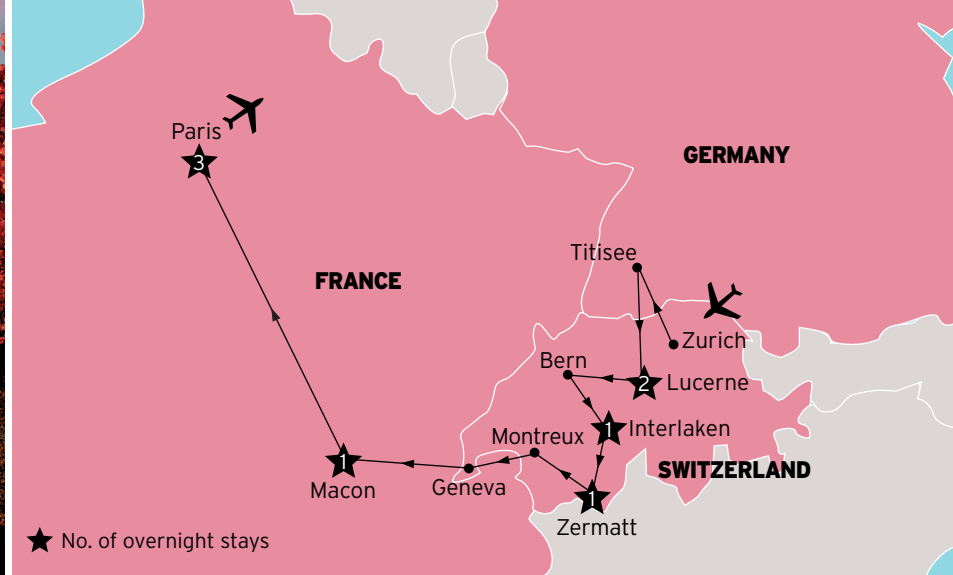 Paris
3
GERMANY
Titisee
FRANCE
Zurich
Bern
2 Lucerne
1 Interlaken
Montreux
SWITZERLAND
1
Macon
Geneva
1
Zermatt
No. of overnight stays